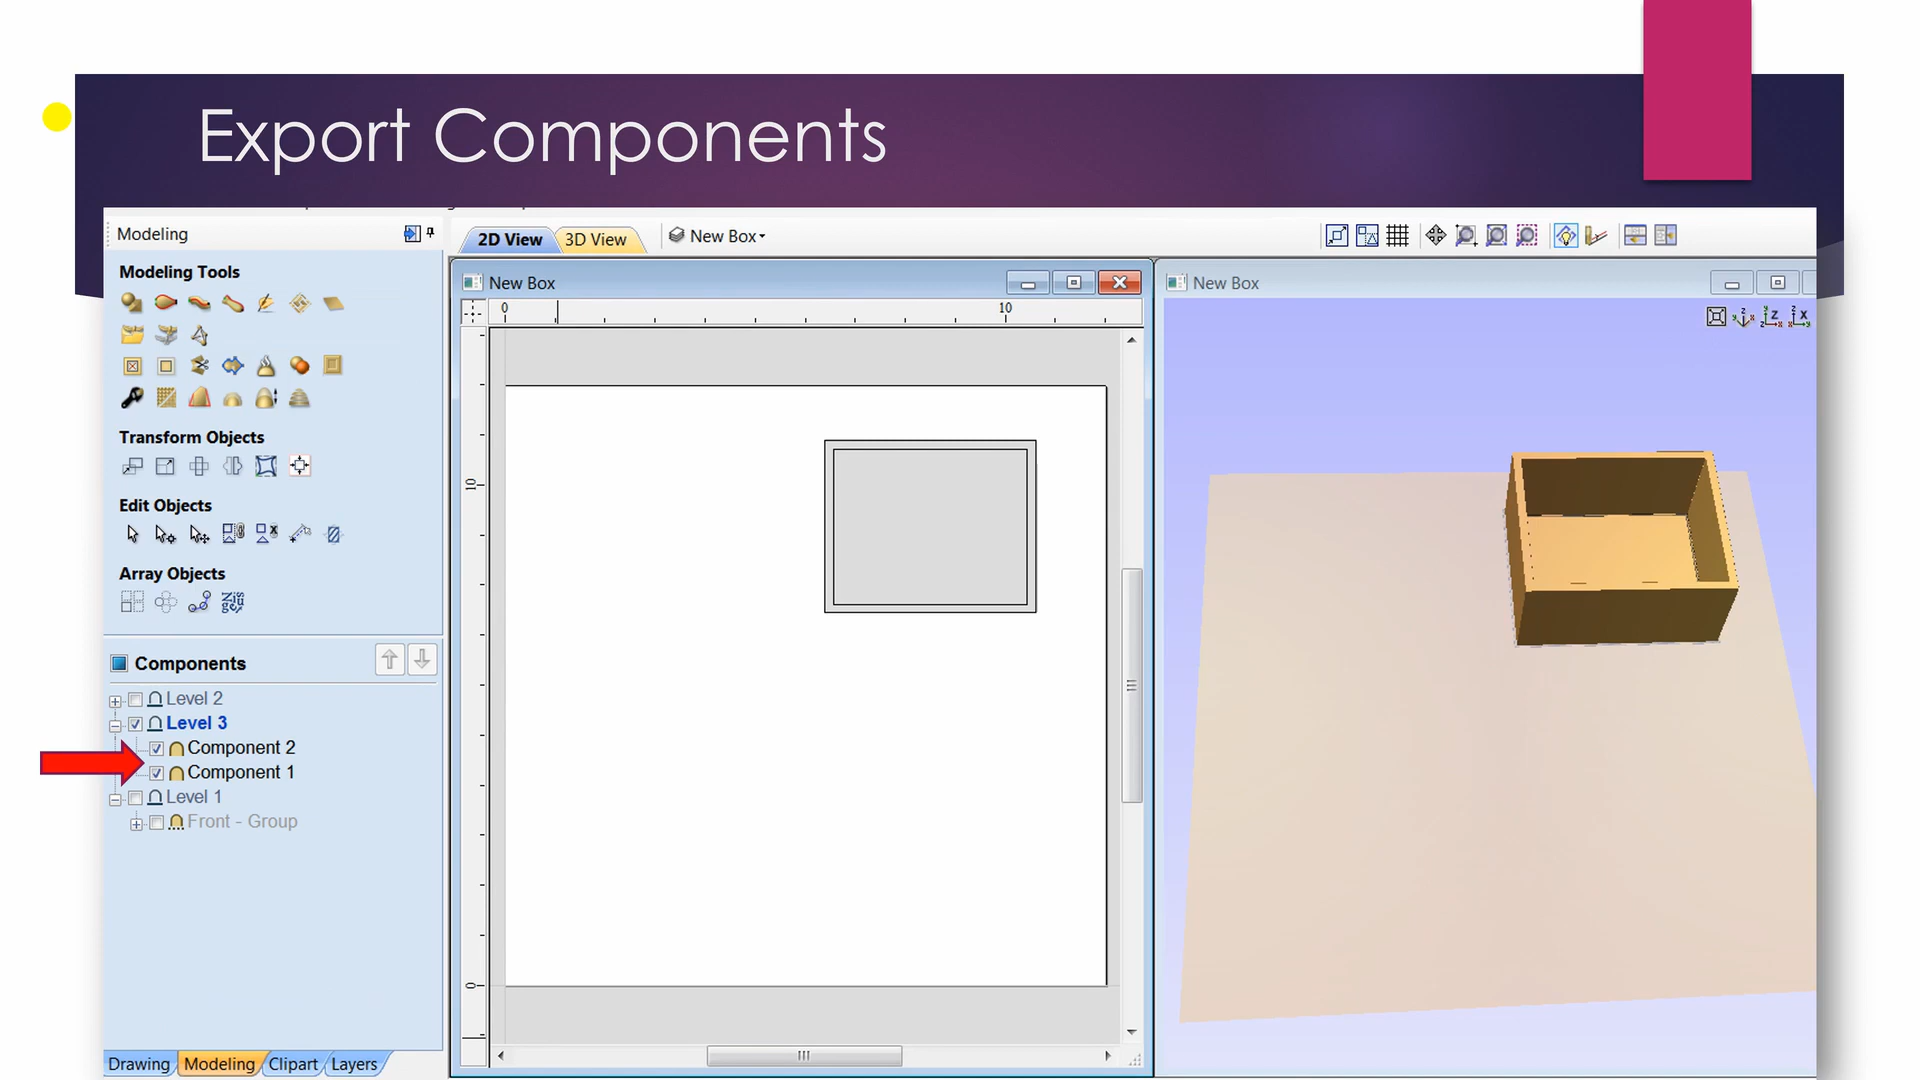 Export Components
Modeling
2D View
3D View
New Box
Modeling Tools
Transform Objects
Edit Objects
Array Objects
Components
Level 2
Level 3
Component 2
Component 1
Level 1
Front - Group
Drawing
Modeling
Clipart
Layers
New Box
0
10
10
0
New Box